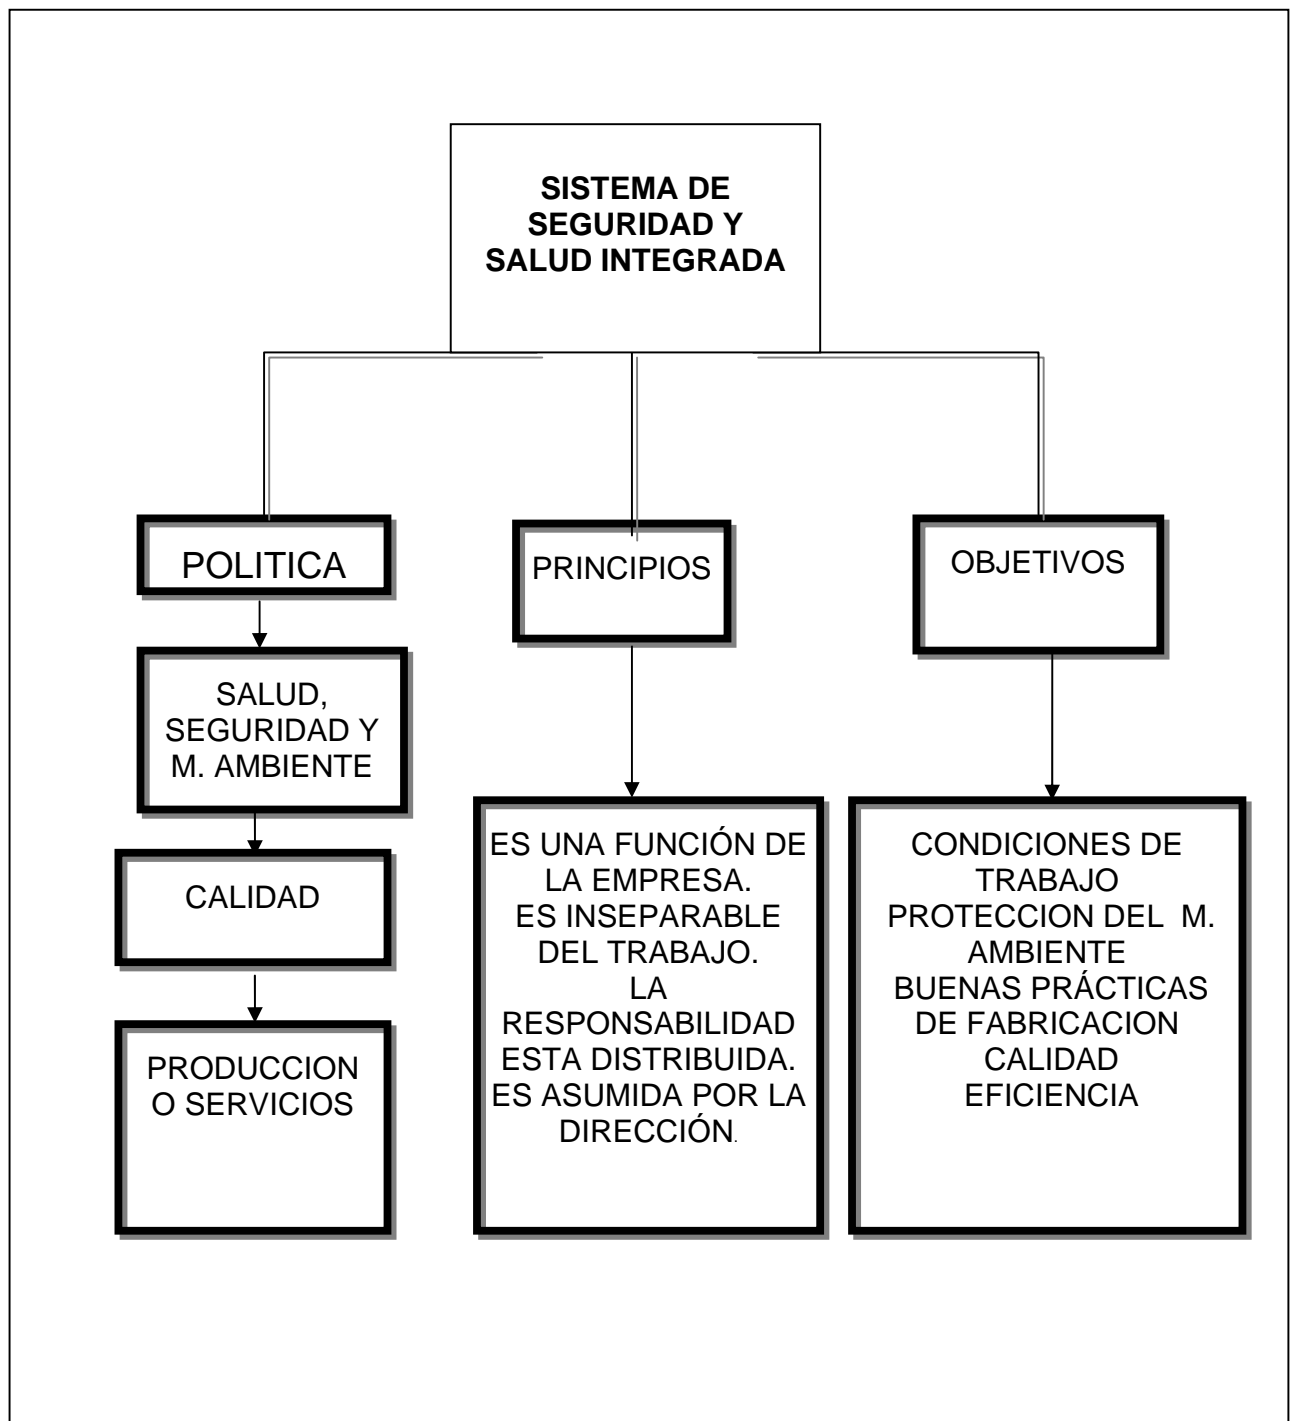 SISTEMA DE
SEGURIDAD Y
SALUD INTEGRADA
POLITICA
PRINCIPIOS
OBJETIVOS
SALUD,
SEGURIDAD Y
M. AMBIENTE
CALIDAD
PRODUCCION
O SERVICIOS
ES UNA FUNCIÓN DE
LA EMPRESA.
ES INSEPARABLE
DEL TRABAJO.
LA
RESPONSABILIDAD
ESTA DISTRIBUIDA.
ES ASUMIDA POR LA
DIRECCIÓN.
CONDICIONES DE
TRABAJO
PROTECCION DEL  M.
AMBIENTE
BUENAS PRÁCTICAS
DE FABRICACION
CALIDAD
EFICIENCIA